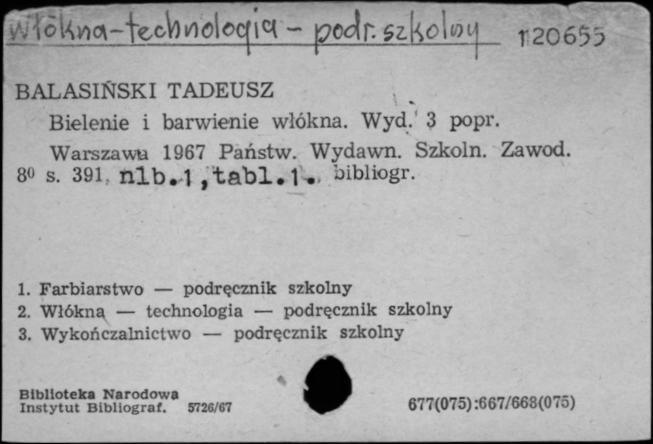 Włókna-technologia - podr. szkolny 120655
BALASIŃSKI TADEUSZ
Bielenie i barwienie włókna. Wyd. 3 popr.
Warszawa 1967 Państw. Wydawn. Szkoln. Zawod.
8⁰ s. 391, nlb.1,tabl.1., bibliogr.
1. Farbiarstwo — podręcznik szkolny
2. Włókna — technologia — podręcznik szkolny
3. Wykończalnictwo — podręcznik szkolny
Biblioteka Narodowa
Instytut Bibliograf. 5726/67 677(075):667/668(075)